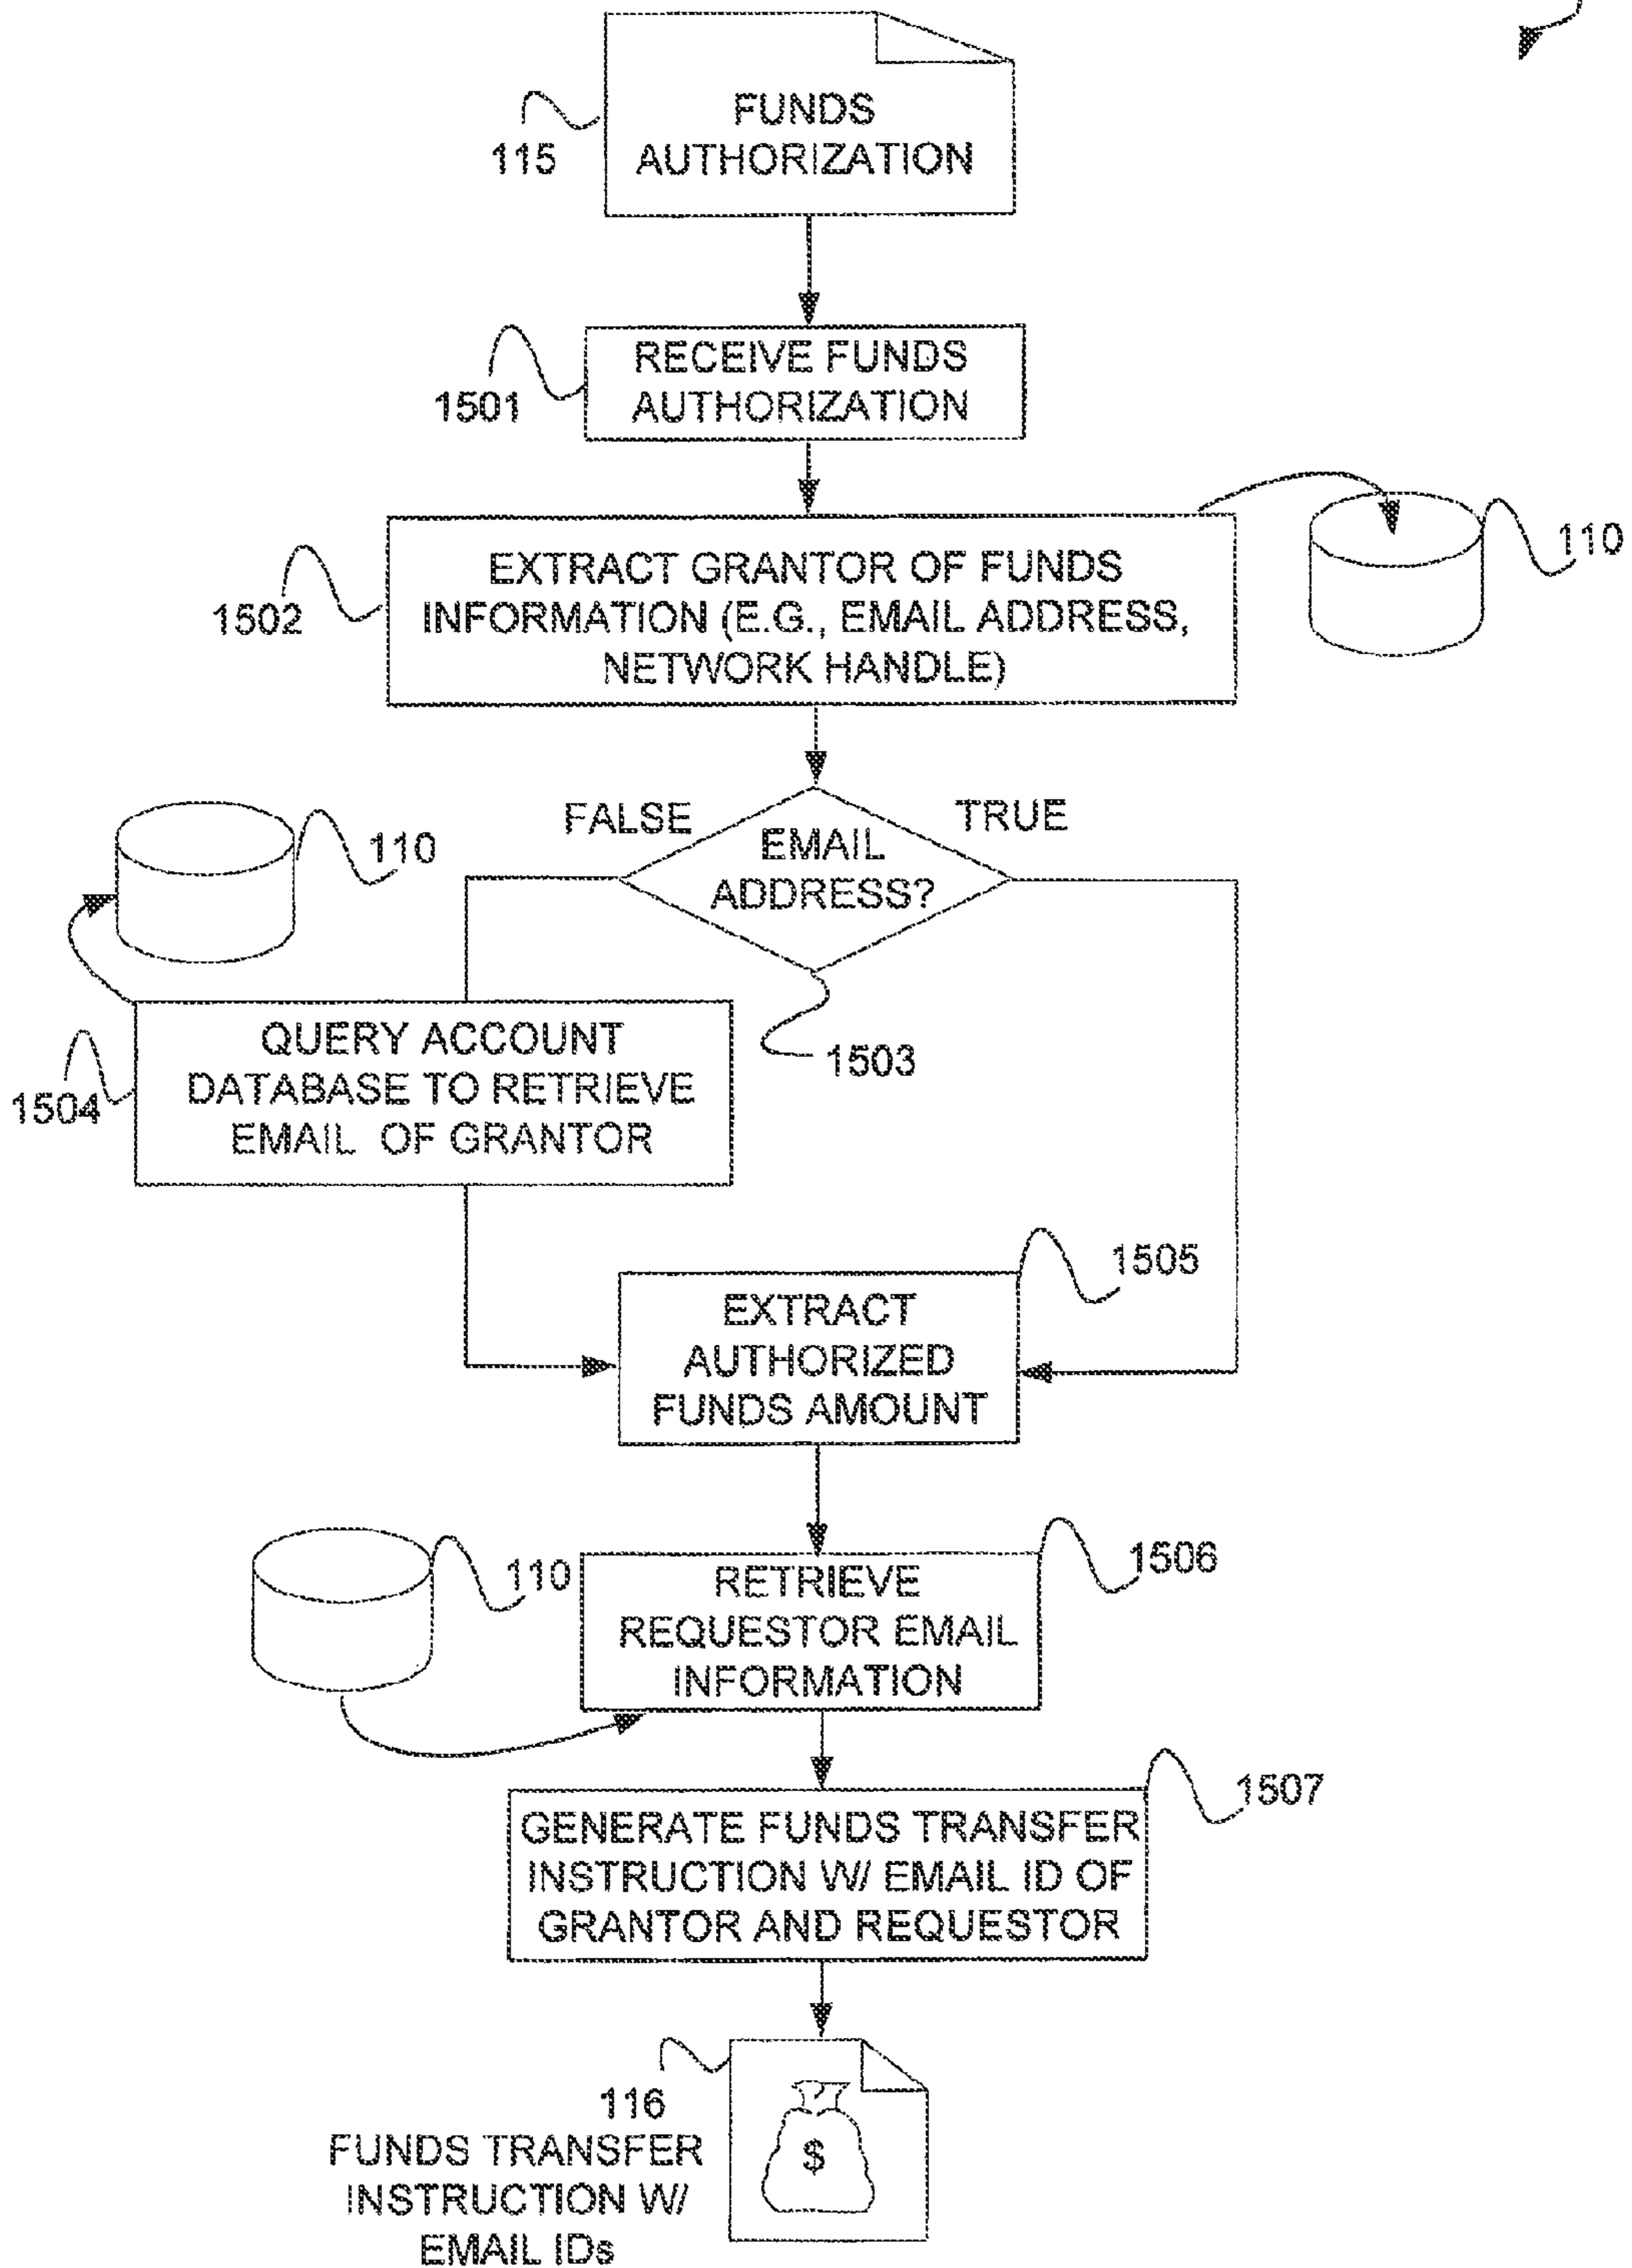 FUNDS
AUTHORIZATION
115
RECEIVE FUNDS
AUTHORIZATION
1501
EXTRACT GRANTOR OF FUNDS
INFORMATION (E.G., EMAIL ADDRESS,
NETWORK HANDLE)
1502
110
FALSE
TRUE
EMAIL
ADDRESS?
110
1503
QUERY ACCOUNT
DATABASE TO RETRIEVE
EMAIL OF GRANTOR
1504
1505
EXTRACT
AUTHORIZED
FUNDS AMOUNT
110
1506
RETRIEVE
REQUESTOR EMAIL
INFORMATION
1507
GENERATE FUNDS TRANSFER
INSTRUCTION W/ EMAIL ID OF
GRANTOR AND REQUESTOR
116
$
FUNDS TRANSFER
INSTRUCTION W/
EMAIL IDs